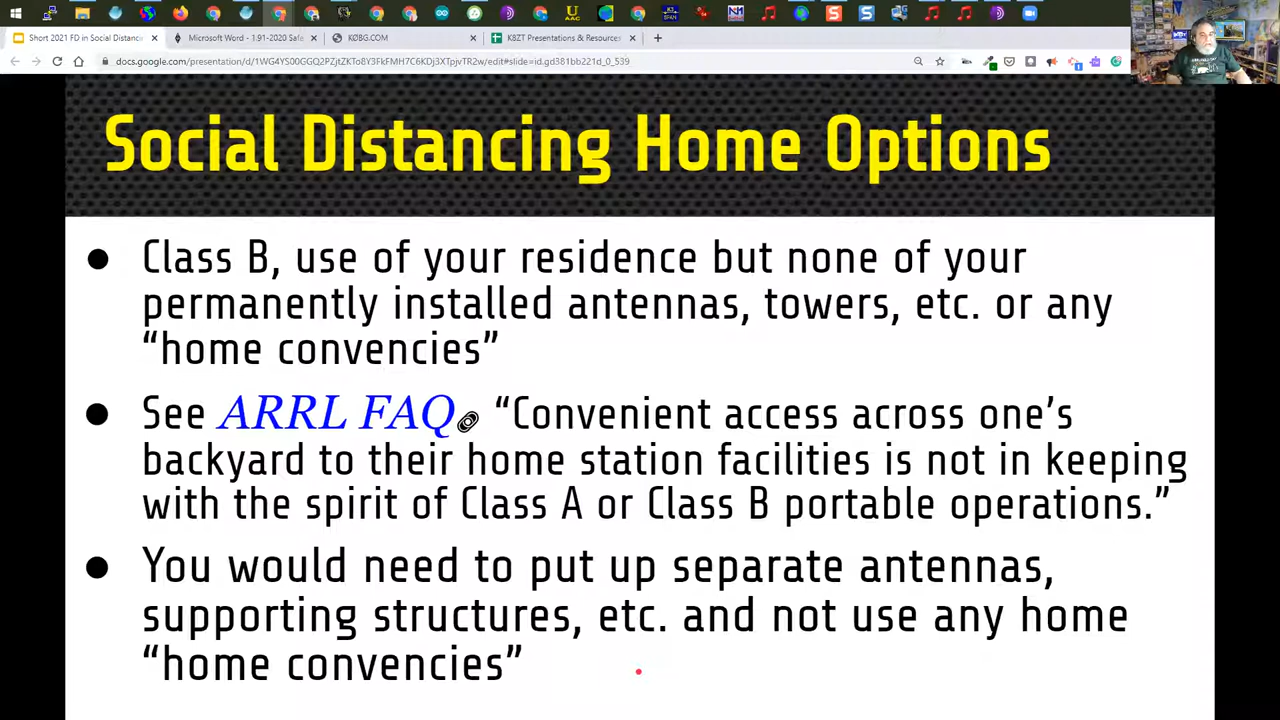 Short 2021 FD in Social Distanc
Microsoft Word - 1.91-2020 Safe
KØBG.COM
K8ZT Presentations & Resources
Social Distancing Home Options
● Class B, use of your residence but none of your
permanently installed antennas, towers, etc. or any
“home convencies”
● See ARRL FAQ “Convenient access across one’s
backyard to their home station facilities is not in keeping
with the spirit of Class A or Class B portable operations.”
● You would need to put up separate antennas,
supporting structures, etc. and not use any home
“home convencies”